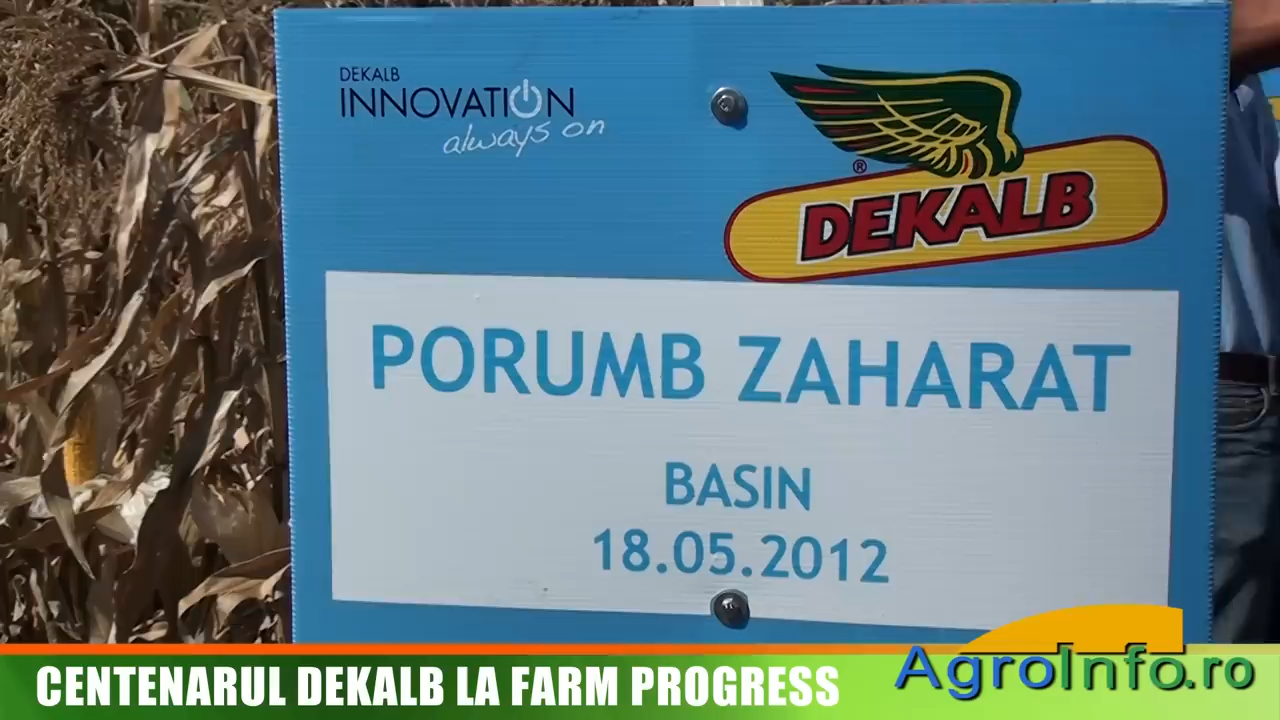 DEKALB
INNOVATION
always on
®
DEKALB
PORUMB ZAHARAT
BASIN
18.05.2012
CENTENARUL DEKALB LA FARM PROGRESS
AgroInfo.ro